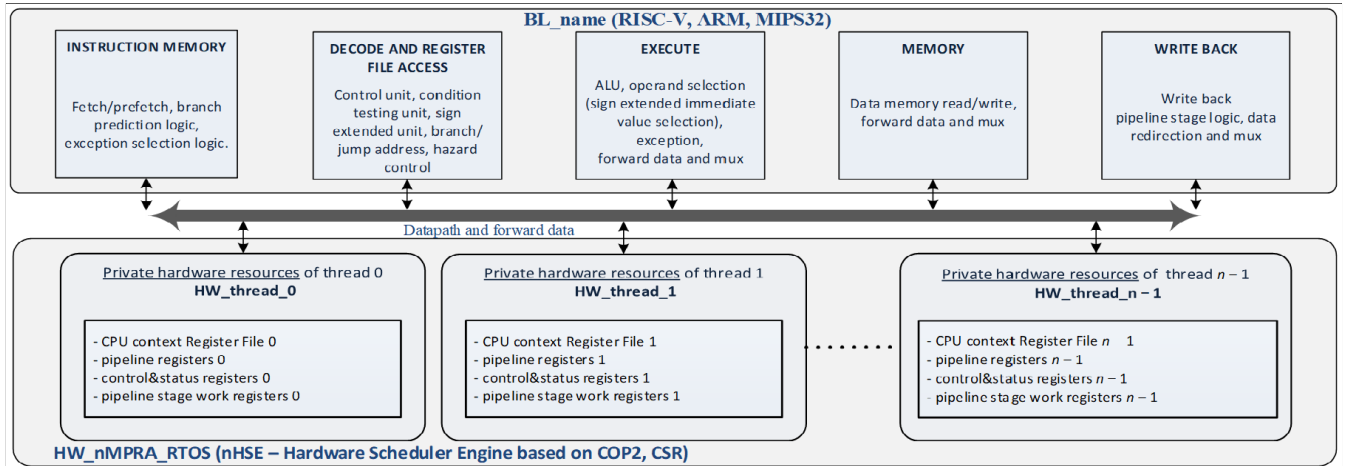 BL_name (RISC-V, ARM, MIPS32)
INSTRUCTION MEMORY
Fetch/prefetch, branch
prediction logic,
exception selection logic.
DECODE AND REGISTER
FILE ACCESS
Control unit, condition
testing unit, sign
extended unit, branch/
jump address, hazard
control
EXECUTE
ALU, operand selection
(sign extended immediate
value selection),
exception,
forward data and mux
MEMORY
Data memory read/write,
forward data and mux
WRITE BACK
Write back
pipeline stage logic, data
redirection and mux
Datapath and forward data
Private hardware resources of thread 0
HW_thread_0
- CPU context Register File 0
- pipeline registers 0
- control&status registers 0
- pipeline stage work registers 0
Private hardware resources of thread 1
HW_thread_1
- CPU context Register File 1
- pipeline registers 1
- control&status registers 1
- pipeline stage work registers 1
Private hardware resources of thread n – 1
HW_thread_n – 1
- CPU context Register File n – 1
- pipeline registers n – 1
- control&status registers n – 1
- pipeline stage work registers n – 1
HW_nMPRA_RTOS (nHSE – Hardware Scheduler Engine based on COP2, CSR)